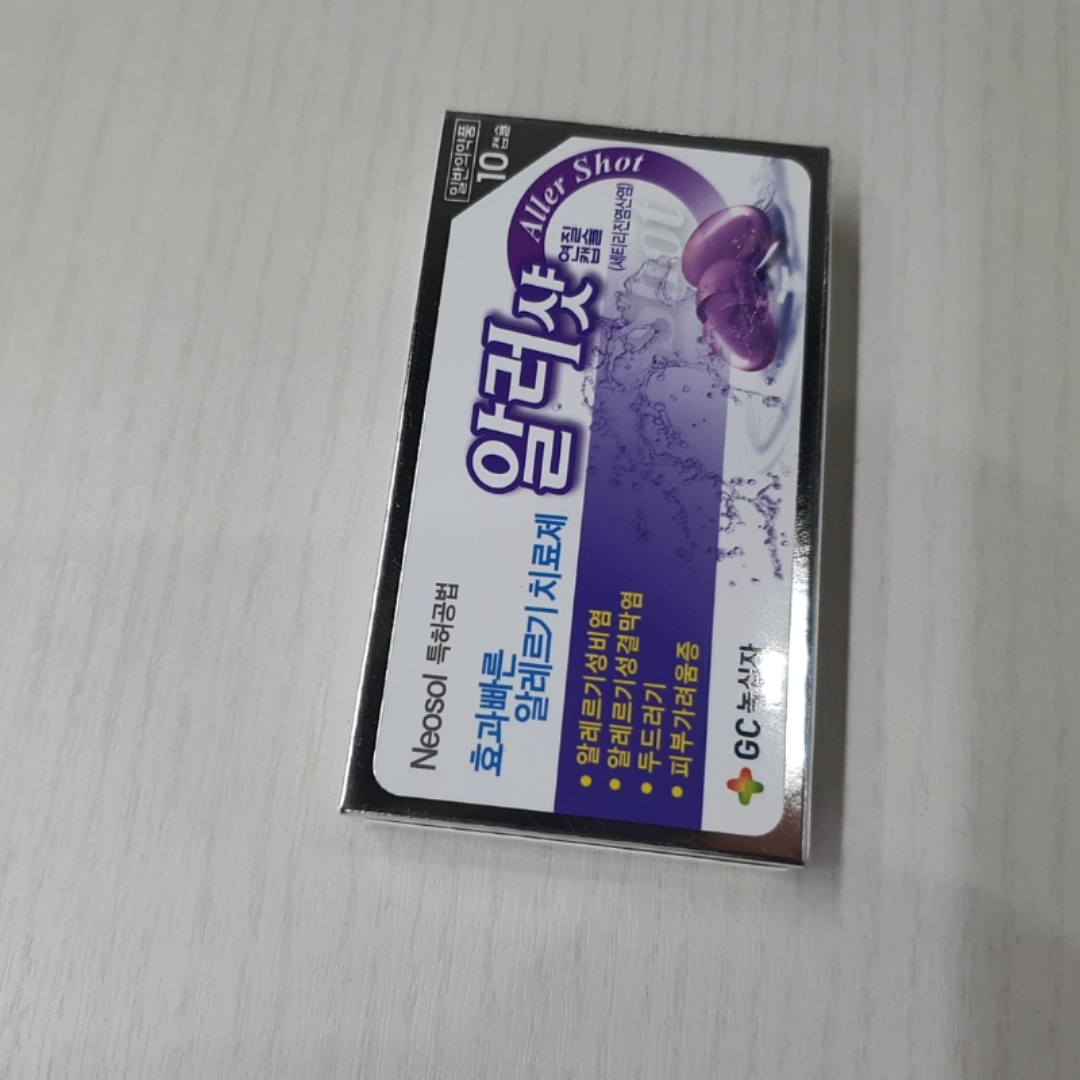 일반의약품
10캡슐
Aller Shot
알러샷
연질
캡슐
(세티리진염산염)
Neosol 특허공법
효과빠른
알레르기 치료제
• 알레르기성비염
• 알레르기성결막염
• 두드러기
• 피부가려움증
GC 녹십자
shot